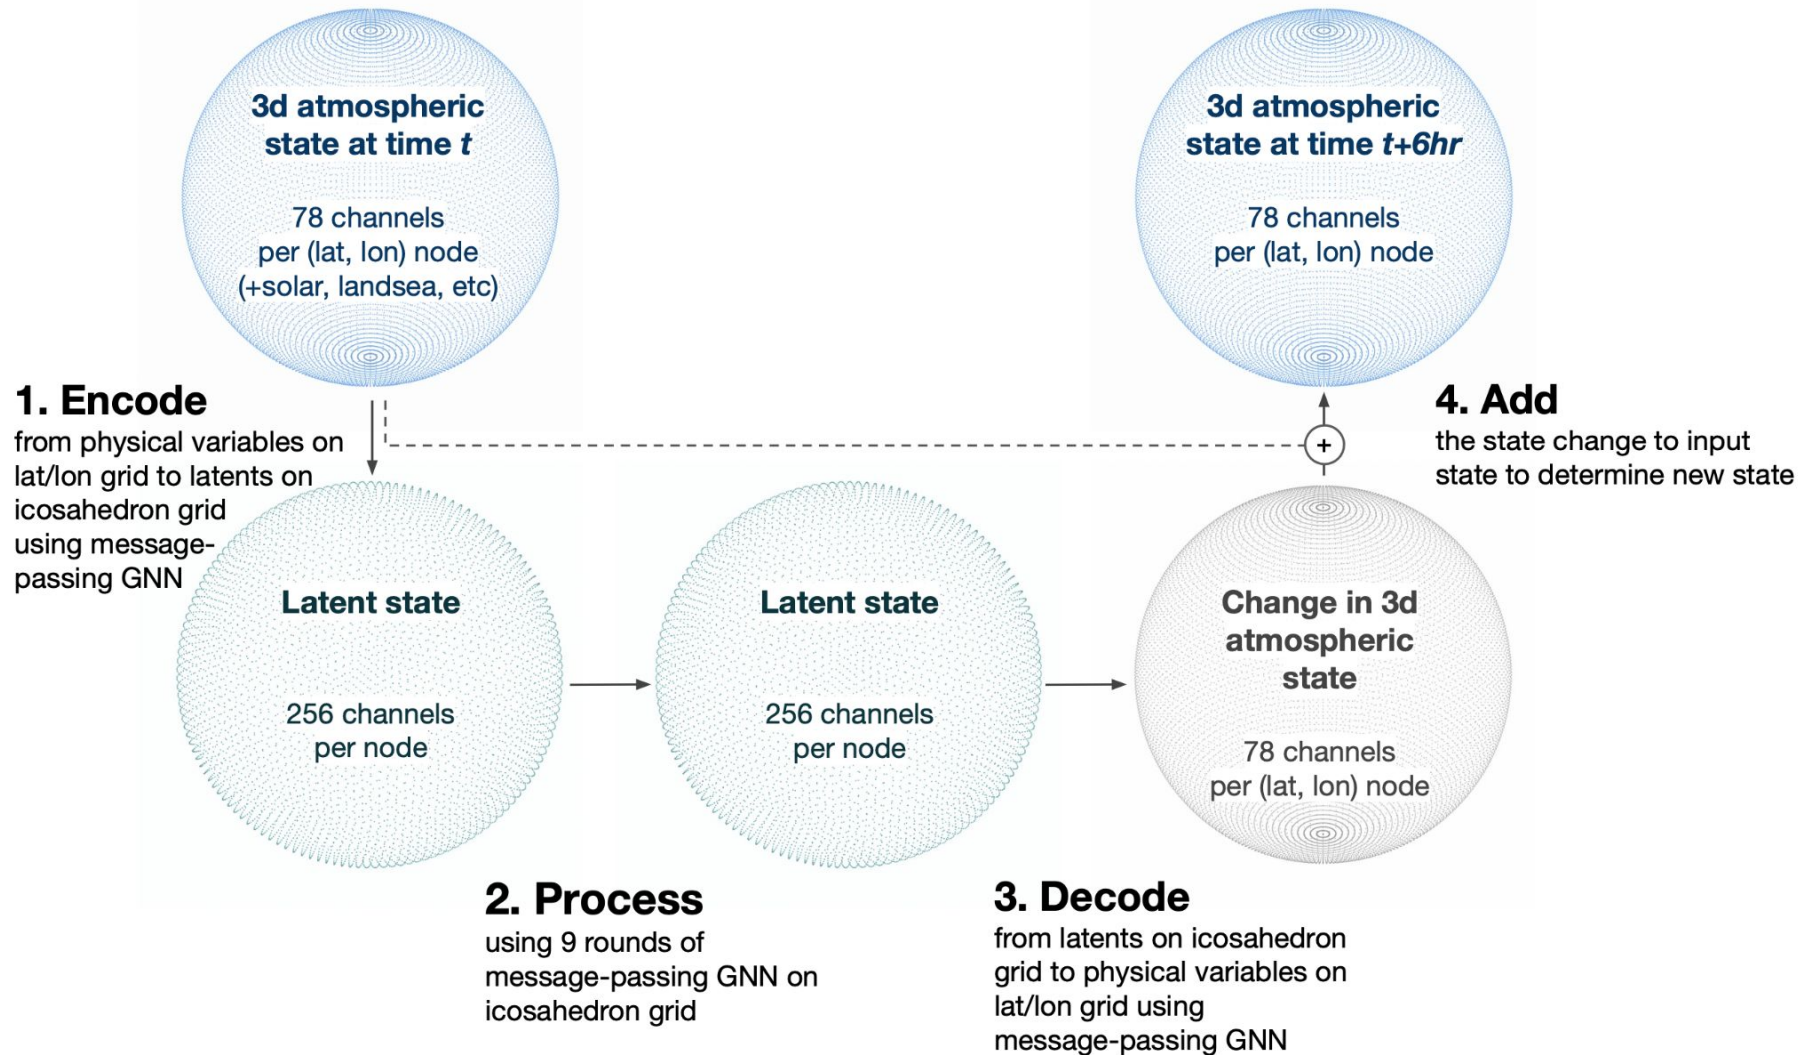 3d atmospheric
state at time t
78 channels
per (lat, lon) node
(+solar, landsea, etc)
3d atmospheric
state at time t+6hr
78 channels
per (lat, lon) node
1. Encode
from physical variables on
lat/lon grid to latents on
icosahedron grid
using message-
passing GNN
+
4. Add
the state change to input
state to determine new state
Latent state
256 channels
per node
Latent state
256 channels
per node
Change in 3d
atmospheric
state
78 channels
per (lat, lon) node
2. Process
using 9 rounds of
message-passing GNN on
icosahedron grid
3. Decode
from latents on icosahedron
grid to physical variables on
lat/lon grid using
message-passing GNN